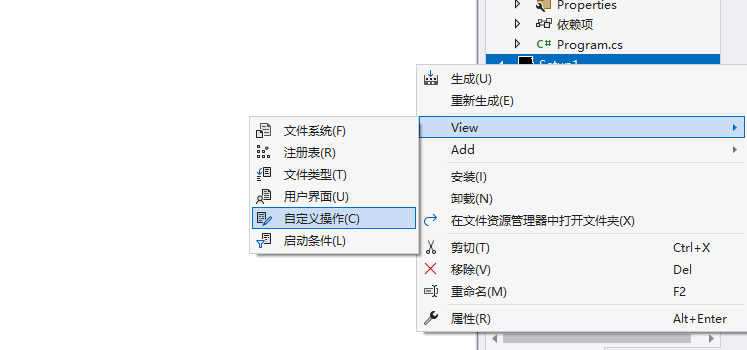 Properties
依赖项
C# Program.cs
Setup1
生成(U)
重新生成(E)
View
Add
安装(I)
卸载(N)
在文件资源管理器中打开文件夹(X)
剪切(T) Ctrl+X
移除(V) Del
重命名(M) F2
属性(R) Alt+Enter
文件系统(F)
注册表(R)
文件类型(T)
用户界面(U)
自定义操作(C)
启动条件(L)